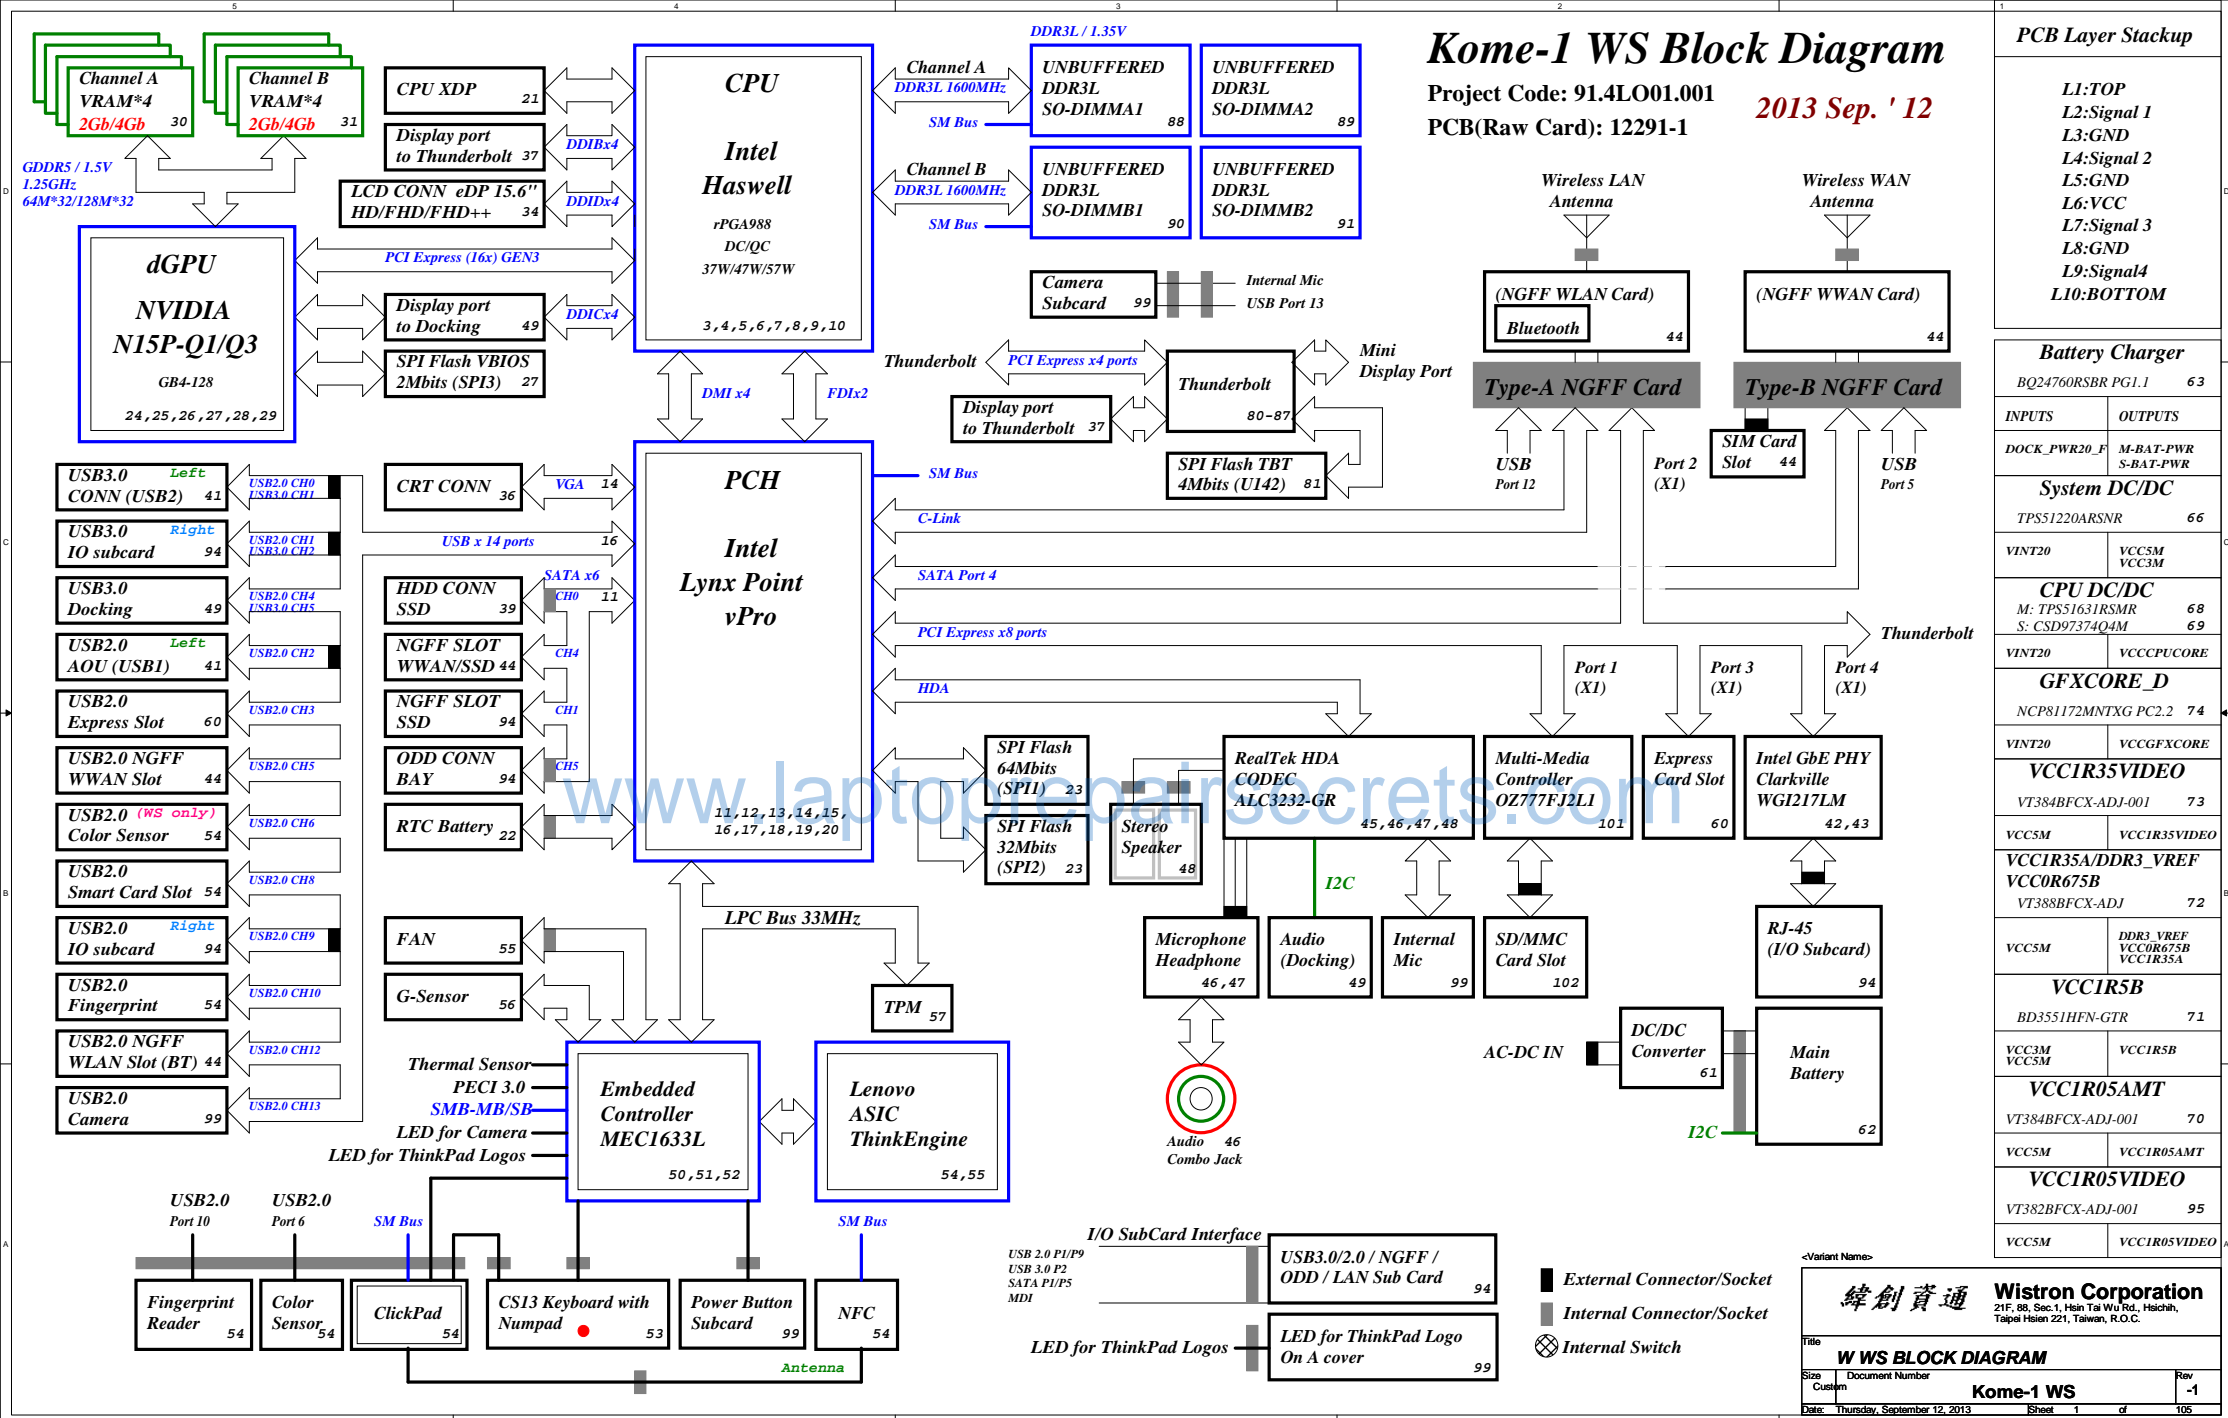 5
4
3
2
1
Kome-1 WS Block Diagram
Project Code: 91.4LO01.001
PCB(Raw Card): 12291-1
2013 Sep. ' 12
Channel A
VRAM*4
2Gb/4Gb
30
Channel B
VRAM*4
2Gb/4Gb
31
GDDR5 / 1.5V
1.25GHz
64M*32/128M*32
dGPU
NVIDIA
N15P-Q1/Q3
GB4-128
24,25,26,27,28,29
CPU XDP
21
Display port
to Thunderbolt 37
DDIBx4
LCD CONN eDP 15.6"
HD/FHD/FHD++ 34
DDIDx4
PCI Express (16x) GEN3
Display port
to Docking 49
DDICx4
SPI Flash VBIOS
2Mbits (SPI3) 27
CPU
Intel
Haswell
rPGA988
DC/QC
37W/47W/57W
3,4,5,6,7,8,9,10
DDR3L / 1.35V
Channel A
DDR3L 1600MHz
SM Bus
UNBUFFERED
DDR3L
SO-DIMMA1
88
UNBUFFERED
DDR3L
SO-DIMMA2
89
Channel B
DDR3L 1600MHz
SM Bus
UNBUFFERED
DDR3L
SO-DIMMB1
90
UNBUFFERED
DDR3L
SO-DIMMB2
91
Camera
Subcard 99
Internal Mic
USB Port 13
Wireless LAN
Antenna
(NGFF WLAN Card)
Bluetooth
44
Type-A NGFF Card
Wireless WAN
Antenna
(NGFF WWAN Card)
44
Type-B NGFF Card
SIM Card
Slot 44
USB
Port 12
Port 2
(X1)
USB
Port 5
Thunderbolt
PCI Express x4 ports
Thunderbolt
80-87
Mini
Display Port
Display port
to Thunderbolt 37
SPI Flash TBT
4Mbits (U142) 81
DMI x4
FDIx2
PCH
Intel
Lynx Point
vPro
11,12,13,14,15,
16,17,18,19,20
SM Bus
C-Link
SATA Port 4
PCI Express x8 ports
HDA
Thunderbolt
USB3.0 Left
CONN (USB2) 41
USB2.0 CH0
USB3.0 CH1
USB3.0 Right
IO subcard 94
USB2.0 CH1
USB3.0 CH2
USB3.0
Docking 49
USB2.0 CH4
USB3.0 CH5
USB2.0 Left
AOU (USB1) 41
USB2.0 CH2
USB2.0
Express Slot 60
USB2.0 CH3
USB2.0 NGFF
WWAN Slot 44
USB2.0 CH5
USB2.0 (WS only)
Color Sensor 54
USB2.0 CH6
USB2.0
Smart Card Slot 54
USB2.0 CH8
USB2.0 Right
IO subcard 94
USB2.0 CH9
USB2.0
Fingerprint 54
USB2.0 CH10
USB2.0 NGFF
WLAN Slot (BT) 44
USB2.0 CH12
USB2.0
Camera 99
USB2.0 CH13
CRT CONN 36
VGA 14
USB x 14 ports 16
SATA x6
11
HDD CONN
SSD 39
CH0
NGFF SLOT
WWAN/SSD 44
CH4
NGFF SLOT
SSD 94
CH1
ODD CONN
BAY 94
CH5
RTC Battery 22
SPI Flash
64Mbits
(SPI1) 23
SPI Flash
32Mbits
(SPI2) 23
www.laptoprepairsecrets.com
Stereo
Speaker
48
RealTek HDA
CODEC
ALC3232-GR
45,46,47,48
Port 1
(X1)
Port 3
(X1)
Port 4
(X1)
Multi-Media
Controller
OZ777FJ2L1
101
Express
Card Slot
60
Intel GbE PHY
Clarkville
WGI217LM
42,43
I2C
Microphone
Headphone
46,47
Audio
(Docking)
49
Internal
Mic
99
SD/MMC
Card Slot
102
RJ-45
(I/O Subcard)
94
Audio 46
Combo Jack
AC-DC IN
DC/DC
Converter
61
Main
Battery
62
I2C
LPC Bus 33MHz
FAN
55
G-Sensor
56
TPM
57
Thermal Sensor
PECI 3.0
SMB-MB/SB
LED for Camera
LED for ThinkPad Logos
Embedded
Controller
MEC1633L
50,51,52
Lenovo
ASIC
ThinkEngine
54,55
USB2.0
Port 10
USB2.0
Port 6
SM Bus
SM Bus
Fingerprint
Reader 54
Color
Sensor 54
ClickPad
54
CS13 Keyboard with
Numpad
53
Power Button
Subcard
99
NFC
54
Antenna
I/O SubCard Interface
USB 2.0 P1/P9
USB 3.0 P2
SATA P1/P5
MDI
USB3.0/2.0 / NGFF /
ODD / LAN Sub Card
94
LED for ThinkPad Logos
LED for ThinkPad Logo
On A cover
99
External Connector/Socket
Internal Connector/Socket
Internal Switch
PCB Layer Stackup
L1:TOP
L2:Signal 1
L3:GND
L4:Signal 2
L5:GND
L6:VCC
L7:Signal 3
L8:GND
L9:Signal4
L10:BOTTOM
Battery Charger
BQ24760RSBR PG1.1 63
INPUTS OUTPUTS
DOCK_PWR20_F M-BAT-PWR
S-BAT-PWR
System DC/DC
TPS51220ARSNR 66
VINT20 VCC5M
VCC3M
CPU DC/DC
M: TPS51631RSMR 68
S: CSD97374Q4M 69
VINT20 VCCCPUCORE
GFXCORE_D
NCP81172MNTXG PC2.2 74
VINT20 VCCGFXCORE
VCC1R35VIDEO
VT384BFCX-ADJ-001 73
VCC5M VCC1R35VIDEO
VCC1R35A/DDR3_VREF
VCC0R675B
VT388BFCX-ADJ 72
VCC5M
DDR3_VREF
VCC0R675B
VCC1R35A
VCC1R5B
BD3551HFN-GTR 71
VCC3M VCC1R5B
VCC5M
VCC1R05AMT
VT384BFCX-ADJ-001 70
VCC5M VCC1R05AMT
VCC1R05VIDEO
VT382BFCX-ADJ-001 95
VCC5M VCC1R05VIDEO
<Variant Name>
緯創資通
Wistron Corporation
21F, 88, Sec.1, Hsin Tai Wu Rd., Hsichih,
Taipei Hsien 221, Taiwan, R.O.C.
Title
W WS BLOCK DIAGRAM
Size Document Number Rev
Custom Kome-1 WS -1
Date: Thursday, September 12, 2013 Sheet 1 of 105
D
C
B
A
D
C
B
A